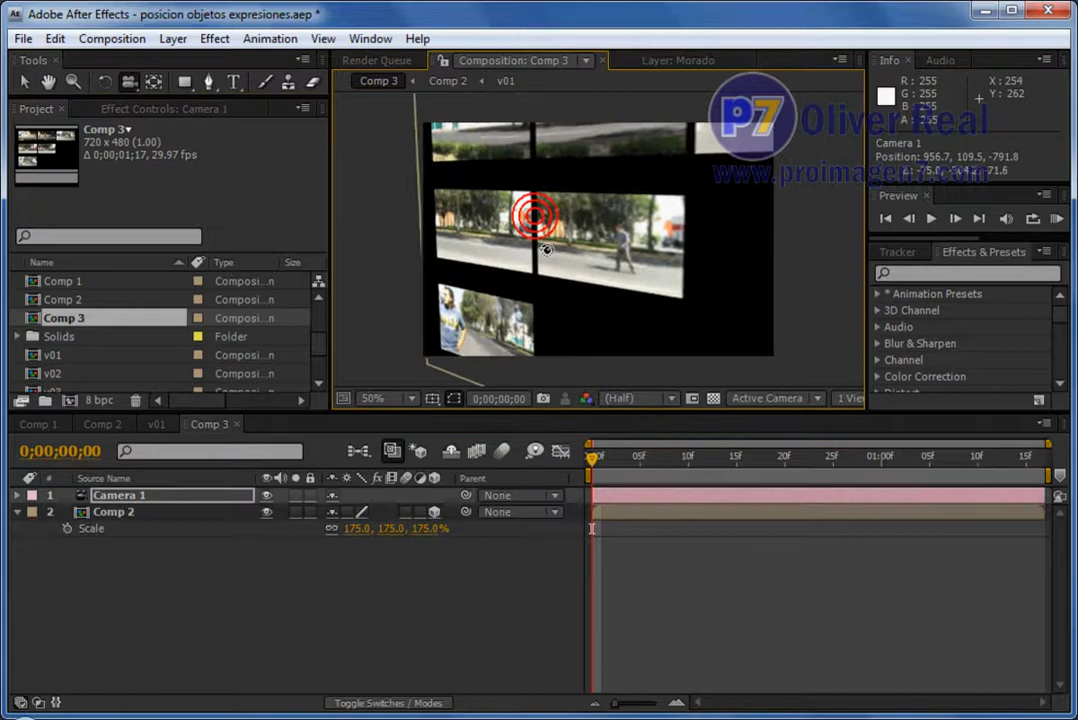 Adobe After Effects - posicion objetos expresiones.aep *
File Edit Composition Layer Effect Animation View Window Help
Tools
Render Queue
Composition: Comp 3
Layer: Morado
Info
Audio
Project
Effect Controls: Camera 1
Comp 3
Comp 2
v01
R: 255
G: 255
B: 255
A: 255
X: 254
Y: 262
Comp 3▾
720 x 480 (1.00)
Δ 0;00;01;17, 29.97 fps
p7
Oliver Real
www.proimagen7.com
Camera 1
Position: 956.7, 109.5, -791.8
Preview
Name
Type
Size
Comp 1 Composi...n
Comp 2 Composi...n
Comp 3 Composi...n
Solids Folder
v01 Composi...n
v02 Composi...n
8 bpc
Tracker
Effects & Presets
* Animation Presets
3D Channel
Audio
Blur & Sharpen
Channel
Color Correction
50%
0;00;00;00
(Half)
Active Camera
1 Vie
Comp 1
Comp 2
v01
Comp 3
0;00;00;00
05f 10f 15f 20f 25f 01:00f 05f 10f 15f
# Source Name
Parent
1 Camera 1 None
2 Comp 2 None
Scale 175.0, 175.0, 175.0%
Toggle Switches / Modes